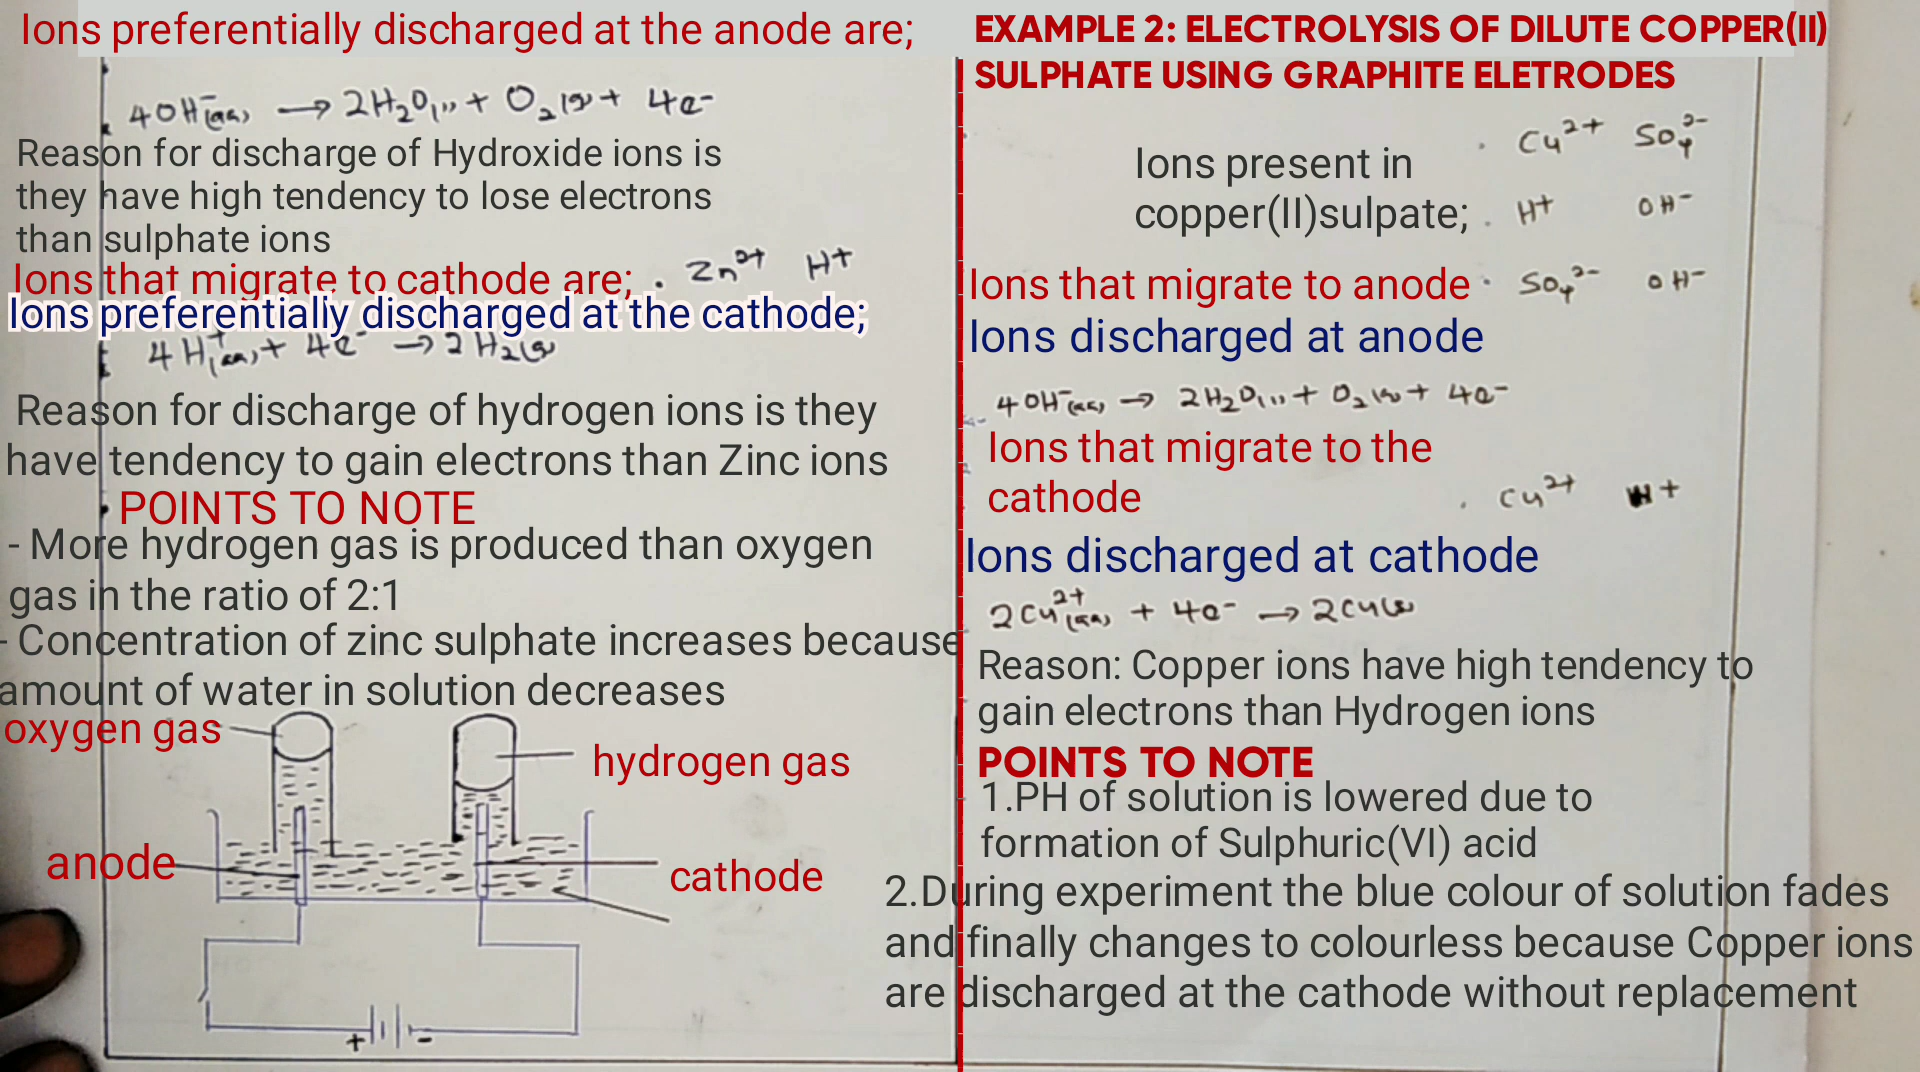 Ions preferentially discharged at the anode are;
4OH⁻(aq) → 2H₂O(l) + O₂(g) + 4e⁻
Reason for discharge of Hydroxide ions is
they have high tendency to lose electrons
than sulphate ions
Ions that migrate to cathode are; . Zn²⁺ H⁺
Ions preferentially discharged at the cathode;
4H⁺(aq) + 4e⁻ → 2H₂(g)
Reason for discharge of hydrogen ions is they
have tendency to gain electrons than Zinc ions
POINTS TO NOTE
- More hydrogen gas is produced than oxygen
gas in the ratio of 2:1
- Concentration of zinc sulphate increases because
amount of water in solution decreases
oxygen gas
hydrogen gas
anode
cathode
+ -
EXAMPLE 2: ELECTROLYSIS OF DILUTE COPPER(II)
SULPHATE USING GRAPHITE ELETRODES
Ions present in . Cu²⁺ SO₄²⁻
copper(II)sulpate; . H⁺ OH⁻
Ions that migrate to anode . SO₄²⁻ OH⁻
Ions discharged at anode
4OH⁻(aq) → 2H₂O(l) + O₂(g) + 4e⁻
Ions that migrate to the
cathode . Cu²⁺ H⁺
Ions discharged at cathode
2Cu²⁺(aq) + 4e⁻ → 2Cu(s)
Reason: Copper ions have high tendency to
gain electrons than Hydrogen ions
POINTS TO NOTE
1.PH of solution is lowered due to
formation of Sulphuric(VI) acid
2.During experiment the blue colour of solution fades
and finally changes to colourless because Copper ions
are discharged at the cathode without replacement